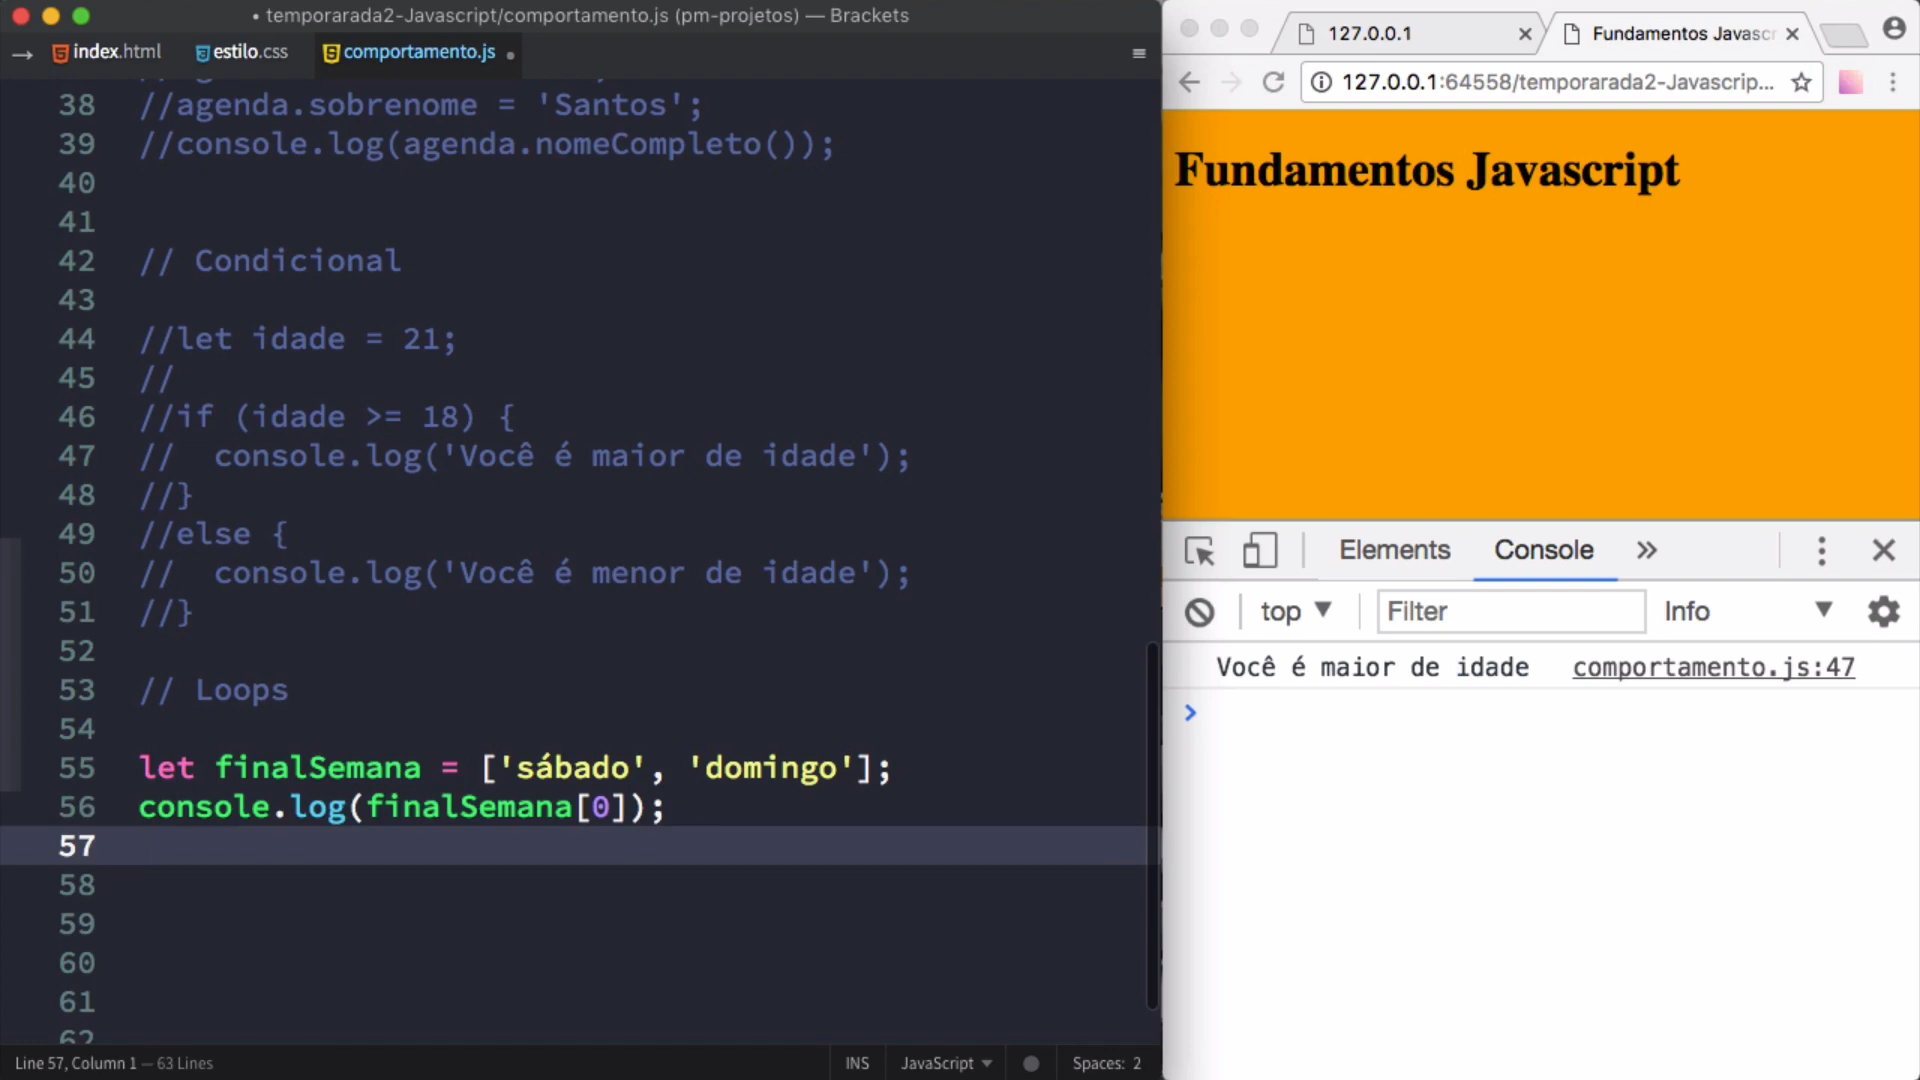 • temporarada2-Javascript/comportamento.js (pm-projetos) — Brackets
→ index.html estilo.css comportamento.js •
38 //agenda.sobrenome = 'Santos';
39 //console.log(agenda.nomeCompleto());
40
41
42 // Condicional
43
44 //let idade = 21;
45 //
46 //if (idade >= 18) {
47 //  console.log('Você é maior de idade');
48 //}
49 //else {
50 //  console.log('Você é menor de idade');
51 //}
52
53 // Loops
54
55 let finalSemana = ['sábado', 'domingo'];
56 console.log(finalSemana[0]);
57
58
59
60
61
62
Line 57, Column 1 — 63 Lines
INS JavaScript Spaces: 2
127.0.0.1
Fundamentos Javascr
127.0.0.1:64558/temporarada2-Javascrip...
Fundamentos Javascript
Elements Console »
top Filter Info
Você é maior de idade comportamento.js:47
>